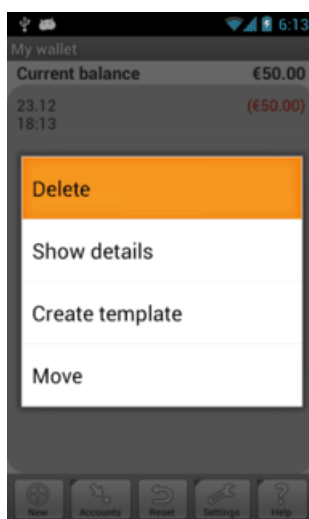 6:13
My wallet
Current balance €50.00
23.12 (€50.00)
18:13
Delete
Show details
Create template
Move
New Accounts Reset Settings Help